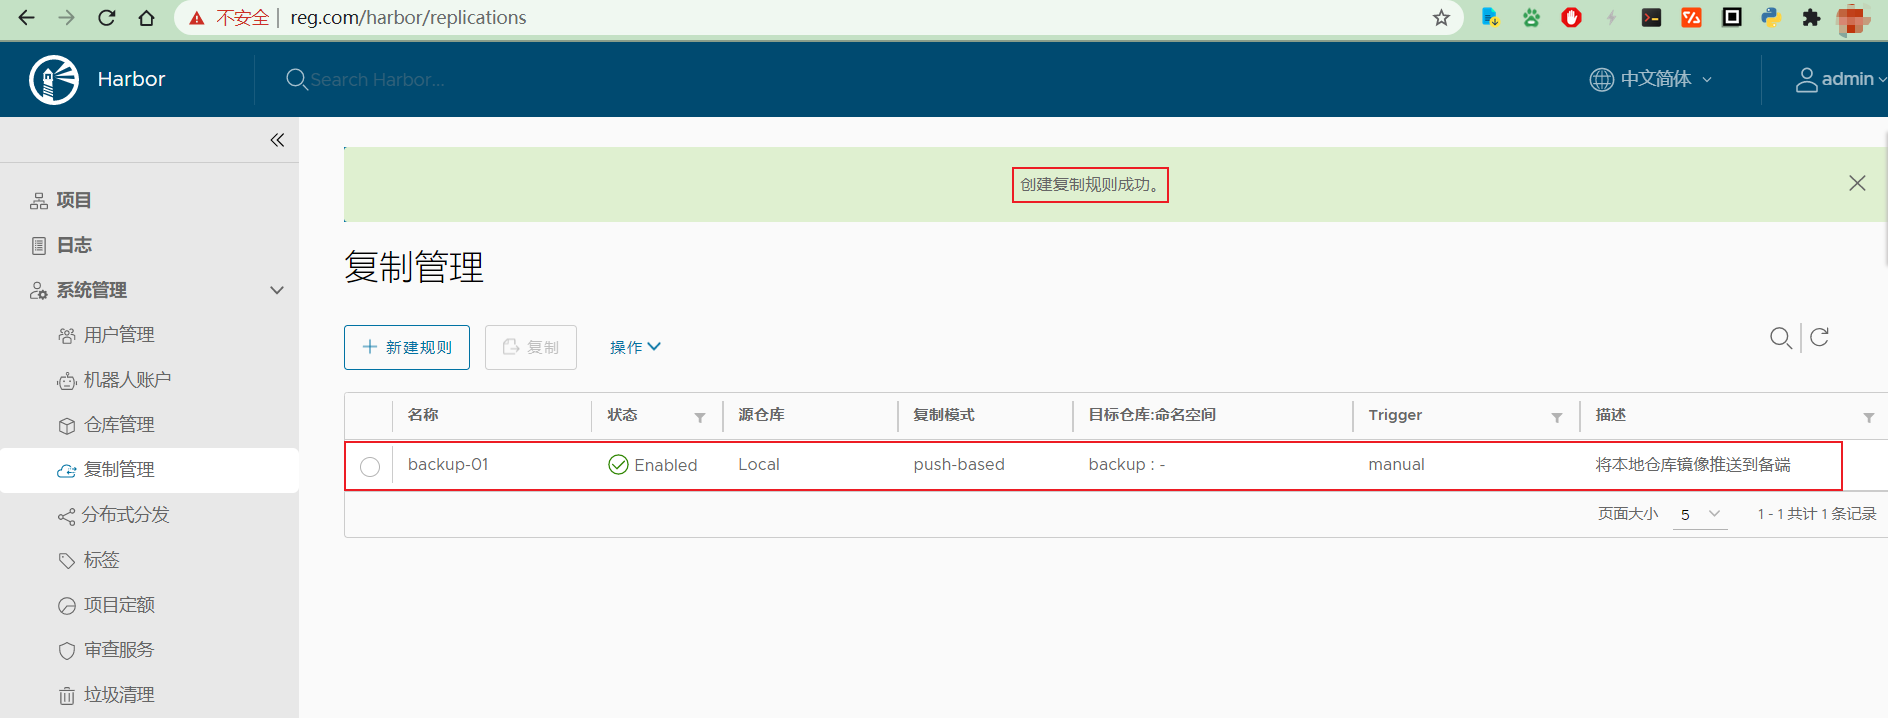 不安全 reg.com/harbor/replications
Harbor Search Harbor... 中文简体 admin
项目
日志
系统管理
用户管理
机器人账户
仓库管理
复制管理
分布式分发
标签
项目定额
审查服务
垃圾清理
创建复制规则成功。
复制管理
新建规则 复制 操作
名称 状态 源仓库 复制模式 目标仓库:命名空间 Trigger 描述
backup-01 Enabled Local push-based backup : - manual 将本地仓库镜像推送到备端
页面大小 5 1 - 1 共计 1 条记录